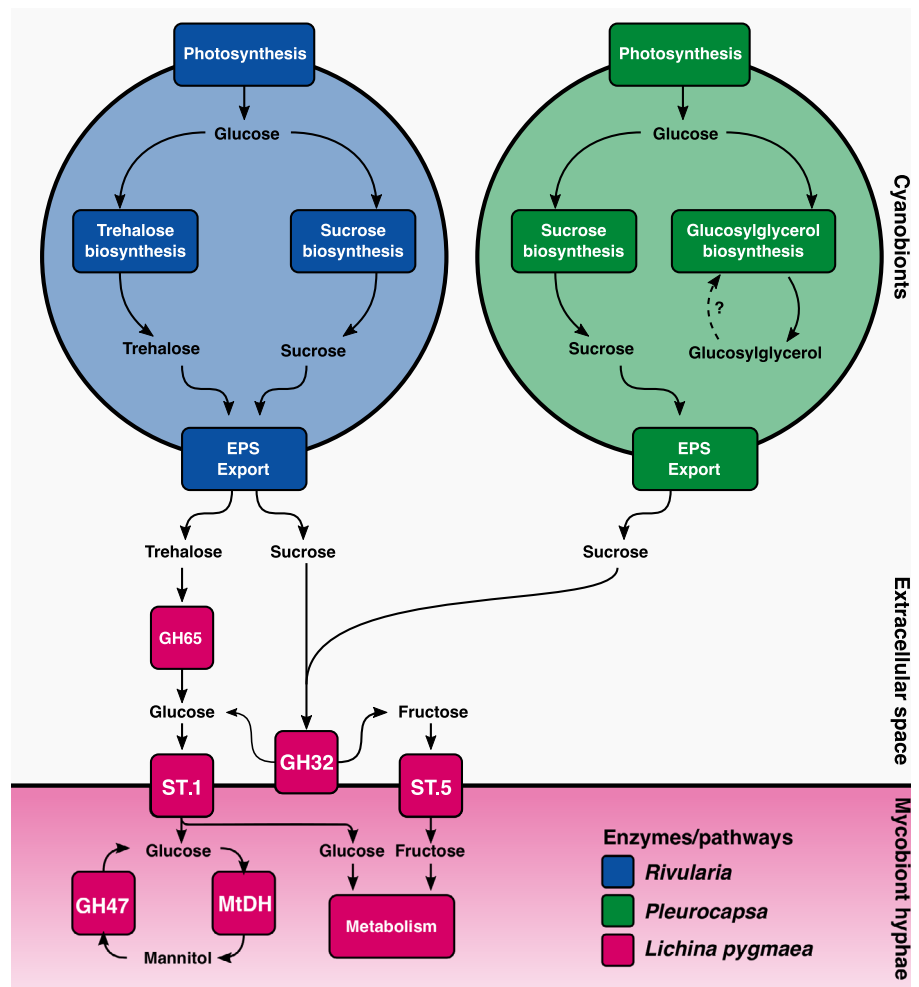 Photosynthesis
Glucose
Trehalose
biosynthesis
Sucrose
biosynthesis
Trehalose
Sucrose
EPS
Export
Photosynthesis
Glucose
Sucrose
biosynthesis
Glucosylglycerol
biosynthesis
?
Sucrose
Glucosylglycerol
EPS
Export
Cyanobionts
Trehalose
Sucrose
Sucrose
GH65
Glucose
GH32
Fructose
ST.1
ST.5
Extracellular space
Glucose
Glucose
Fructose
GH47
MtDH
Mannitol
Metabolism
Enzymes/pathways
Rivularia
Pleurocapsa
Lichina pygmaea
Mycobiont hyphae